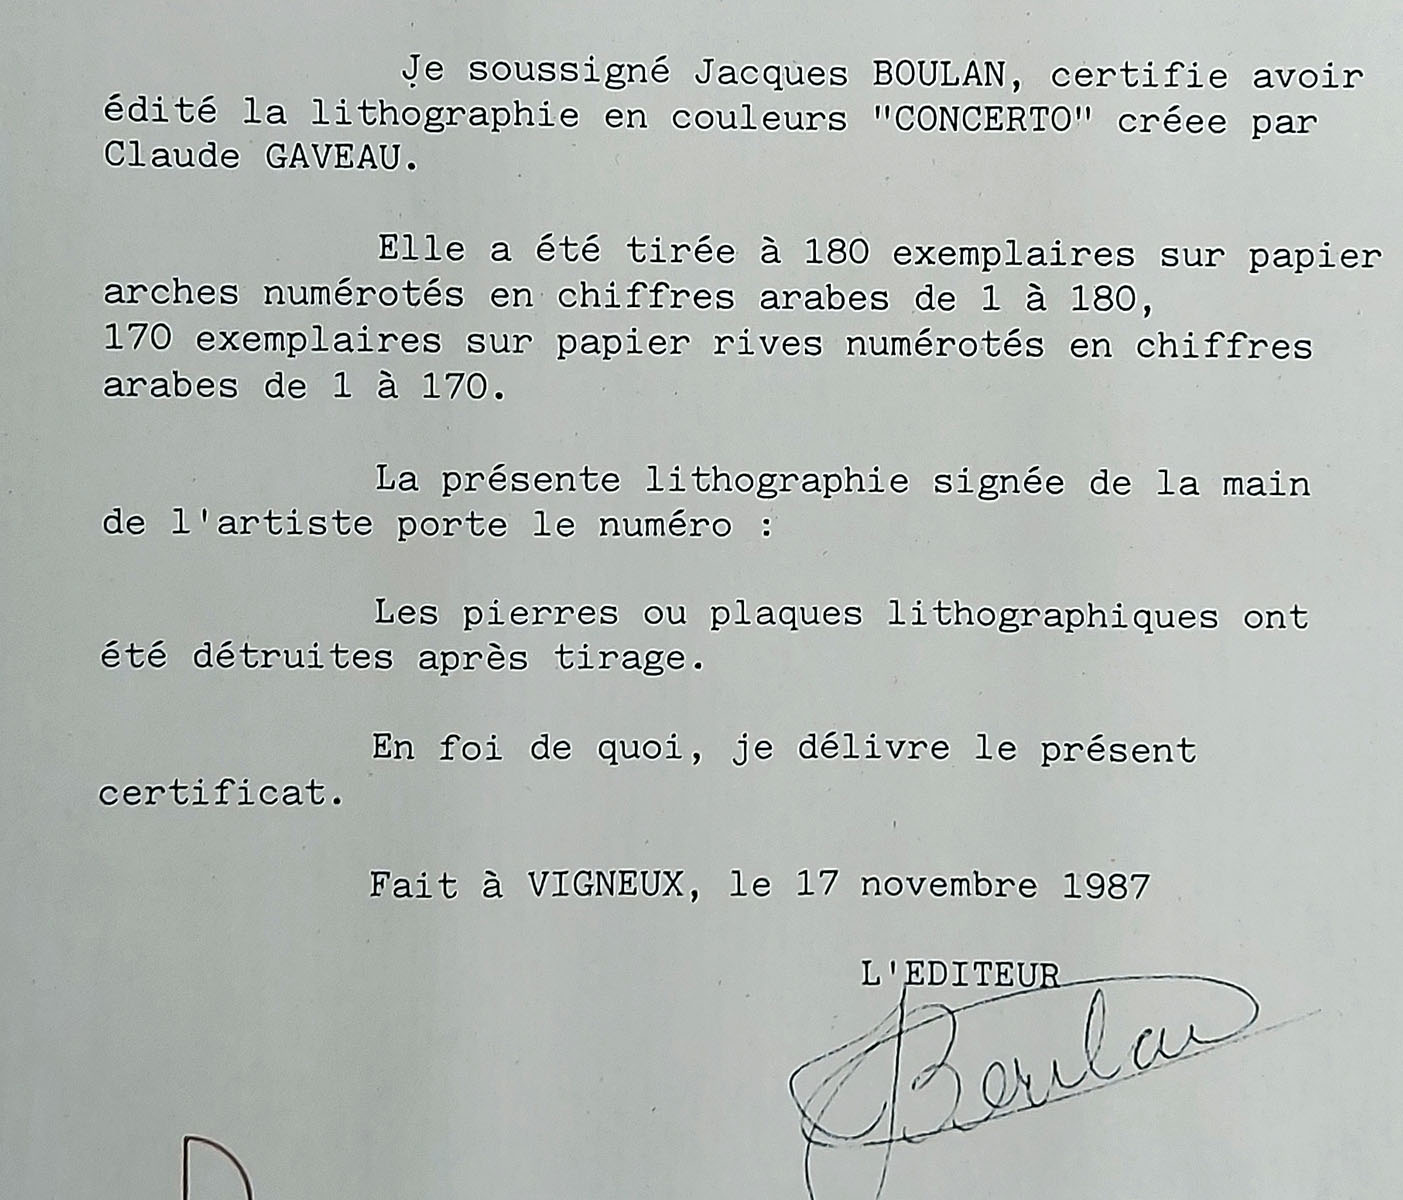 Je soussigné Jacques BOULAN, certifie avoir
édité la lithographie en couleurs "CONCERTO" créee par
Claude GAVEAU.
Elle a été tirée à 180 exemplaires sur papier
arches numérotés en chiffres arabes de 1 à 180,
170 exemplaires sur papier rives numérotés en chiffres
arabes de 1 à 170.
La présente lithographie signée de la main
de l'artiste porte le numéro :
Les pierres ou plaques lithographiques ont
été détruites après tirage.
En foi de quoi, je délivre le présent
certificat.
Fait à VIGNEUX, le 17 novembre 1987
L'EDITEUR
Boulan